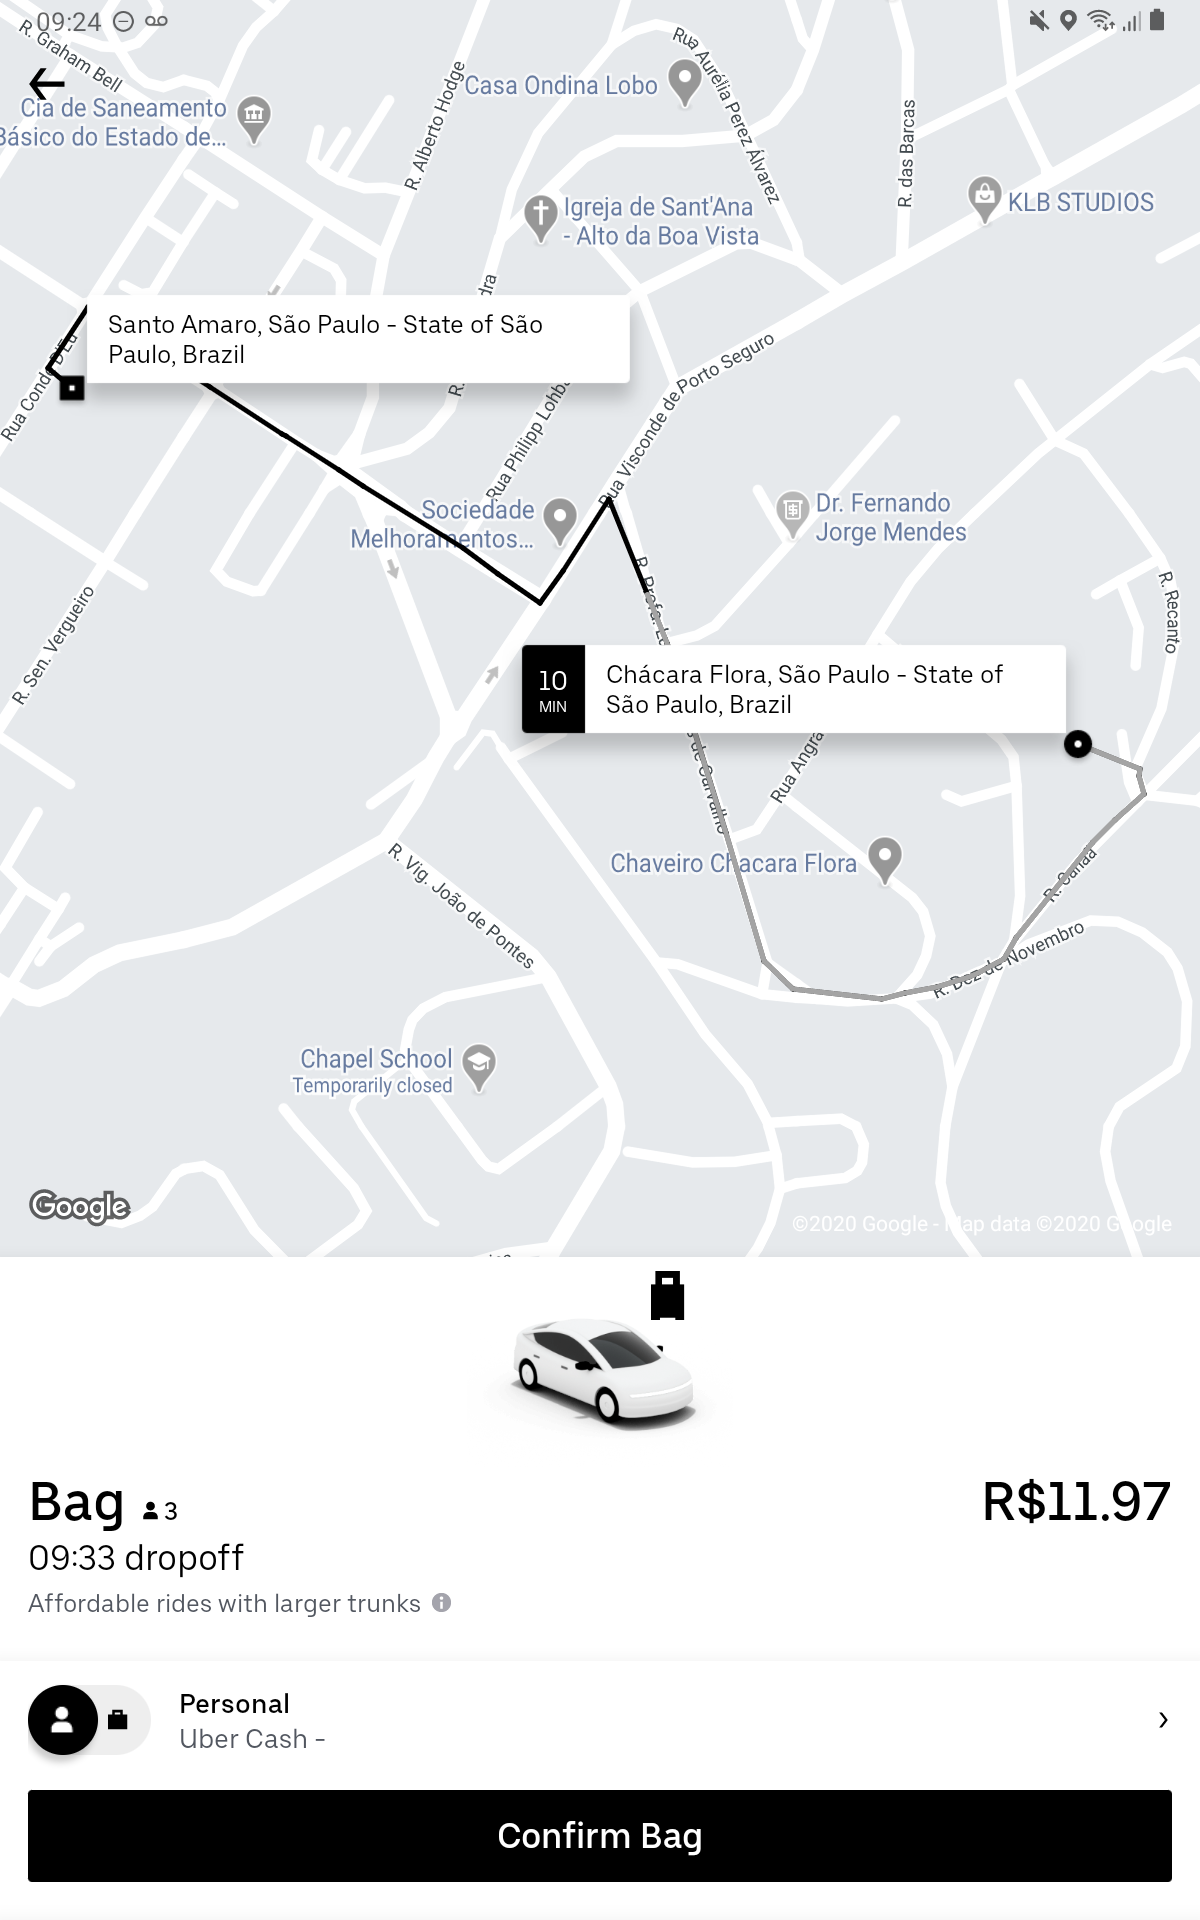 09:24
R. Graham Bell
Cia de Saneamento
Básico do Estado de...
R. Alberto Hodge
Casa Ondina Lobo
Rua Aurélia Perez Álvarez
R. das Barcas
KLB STUDIOS
Igreja de Sant'Ana
- Alto da Boa Vista
Santo Amaro, São Paulo - State of São
Paulo, Brazil
Rua Visconde de Porto Seguro
Rua Philipp
Sociedade
Melhoramentos...
Dr. Fernando
Jorge Mendes
R. Recanto
R. Sen. Vergueiro
10
MIN
Chácara Flora, São Paulo - State of
São Paulo, Brazil
Rua Angra
de Carvalho
Chaveiro Chacara Flora
R. Canaã
R. Dez de Novembro
R. Vig. João de Pontes
Chapel School
Temporarily closed
Google
©2020 Google - Map data ©2020 Google
Bag 3
R$11.97
09:33 dropoff
Affordable rides with larger trunks
Personal
Uber Cash -
Confirm Bag